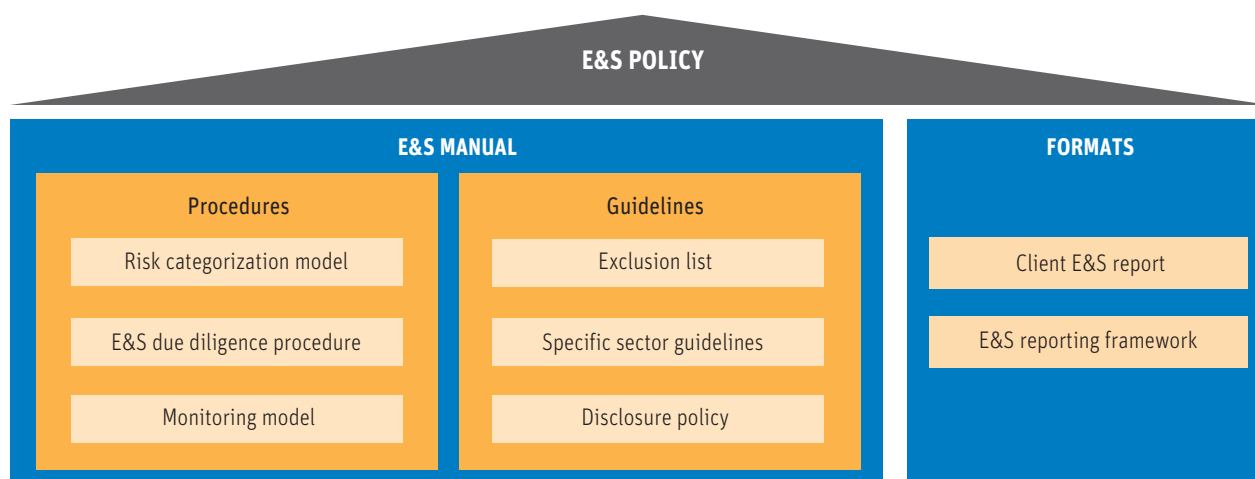 E&S POLICY
E&S MANUAL
Procedures
Risk categorization model
E&S due diligence procedure
Monitoring model
Guidelines
Exclusion list
Specific sector guidelines
Disclosure policy
FORMATS
Client E&S report
E&S reporting framework